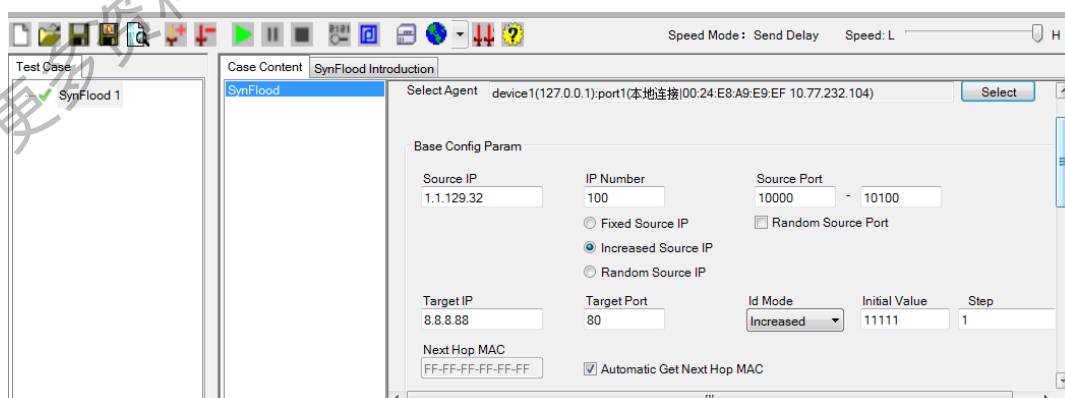 Speed Mode: Send Delay Speed: L H
Test Case
SynFlood 1
Case Content SynFlood Introduction
SynFlood
Select Agent device1(127.0.0.1):port1(本地连接|00:24:E8:A9:E9:EF 10.77.232.104) Select
Base Config Param
Source IP IP Number Source Port
1.1.129.32 100 10000 - 10100
Fixed Source IP Random Source Port
Increased Source IP
Random Source IP
Target IP Target Port Id Mode Initial Value Step
8.8.8.88 80 Increased 11111 1
Next Hop MAC
FF-FF-FF-FF-FF-FF Automatic Get Next Hop MAC
更多资